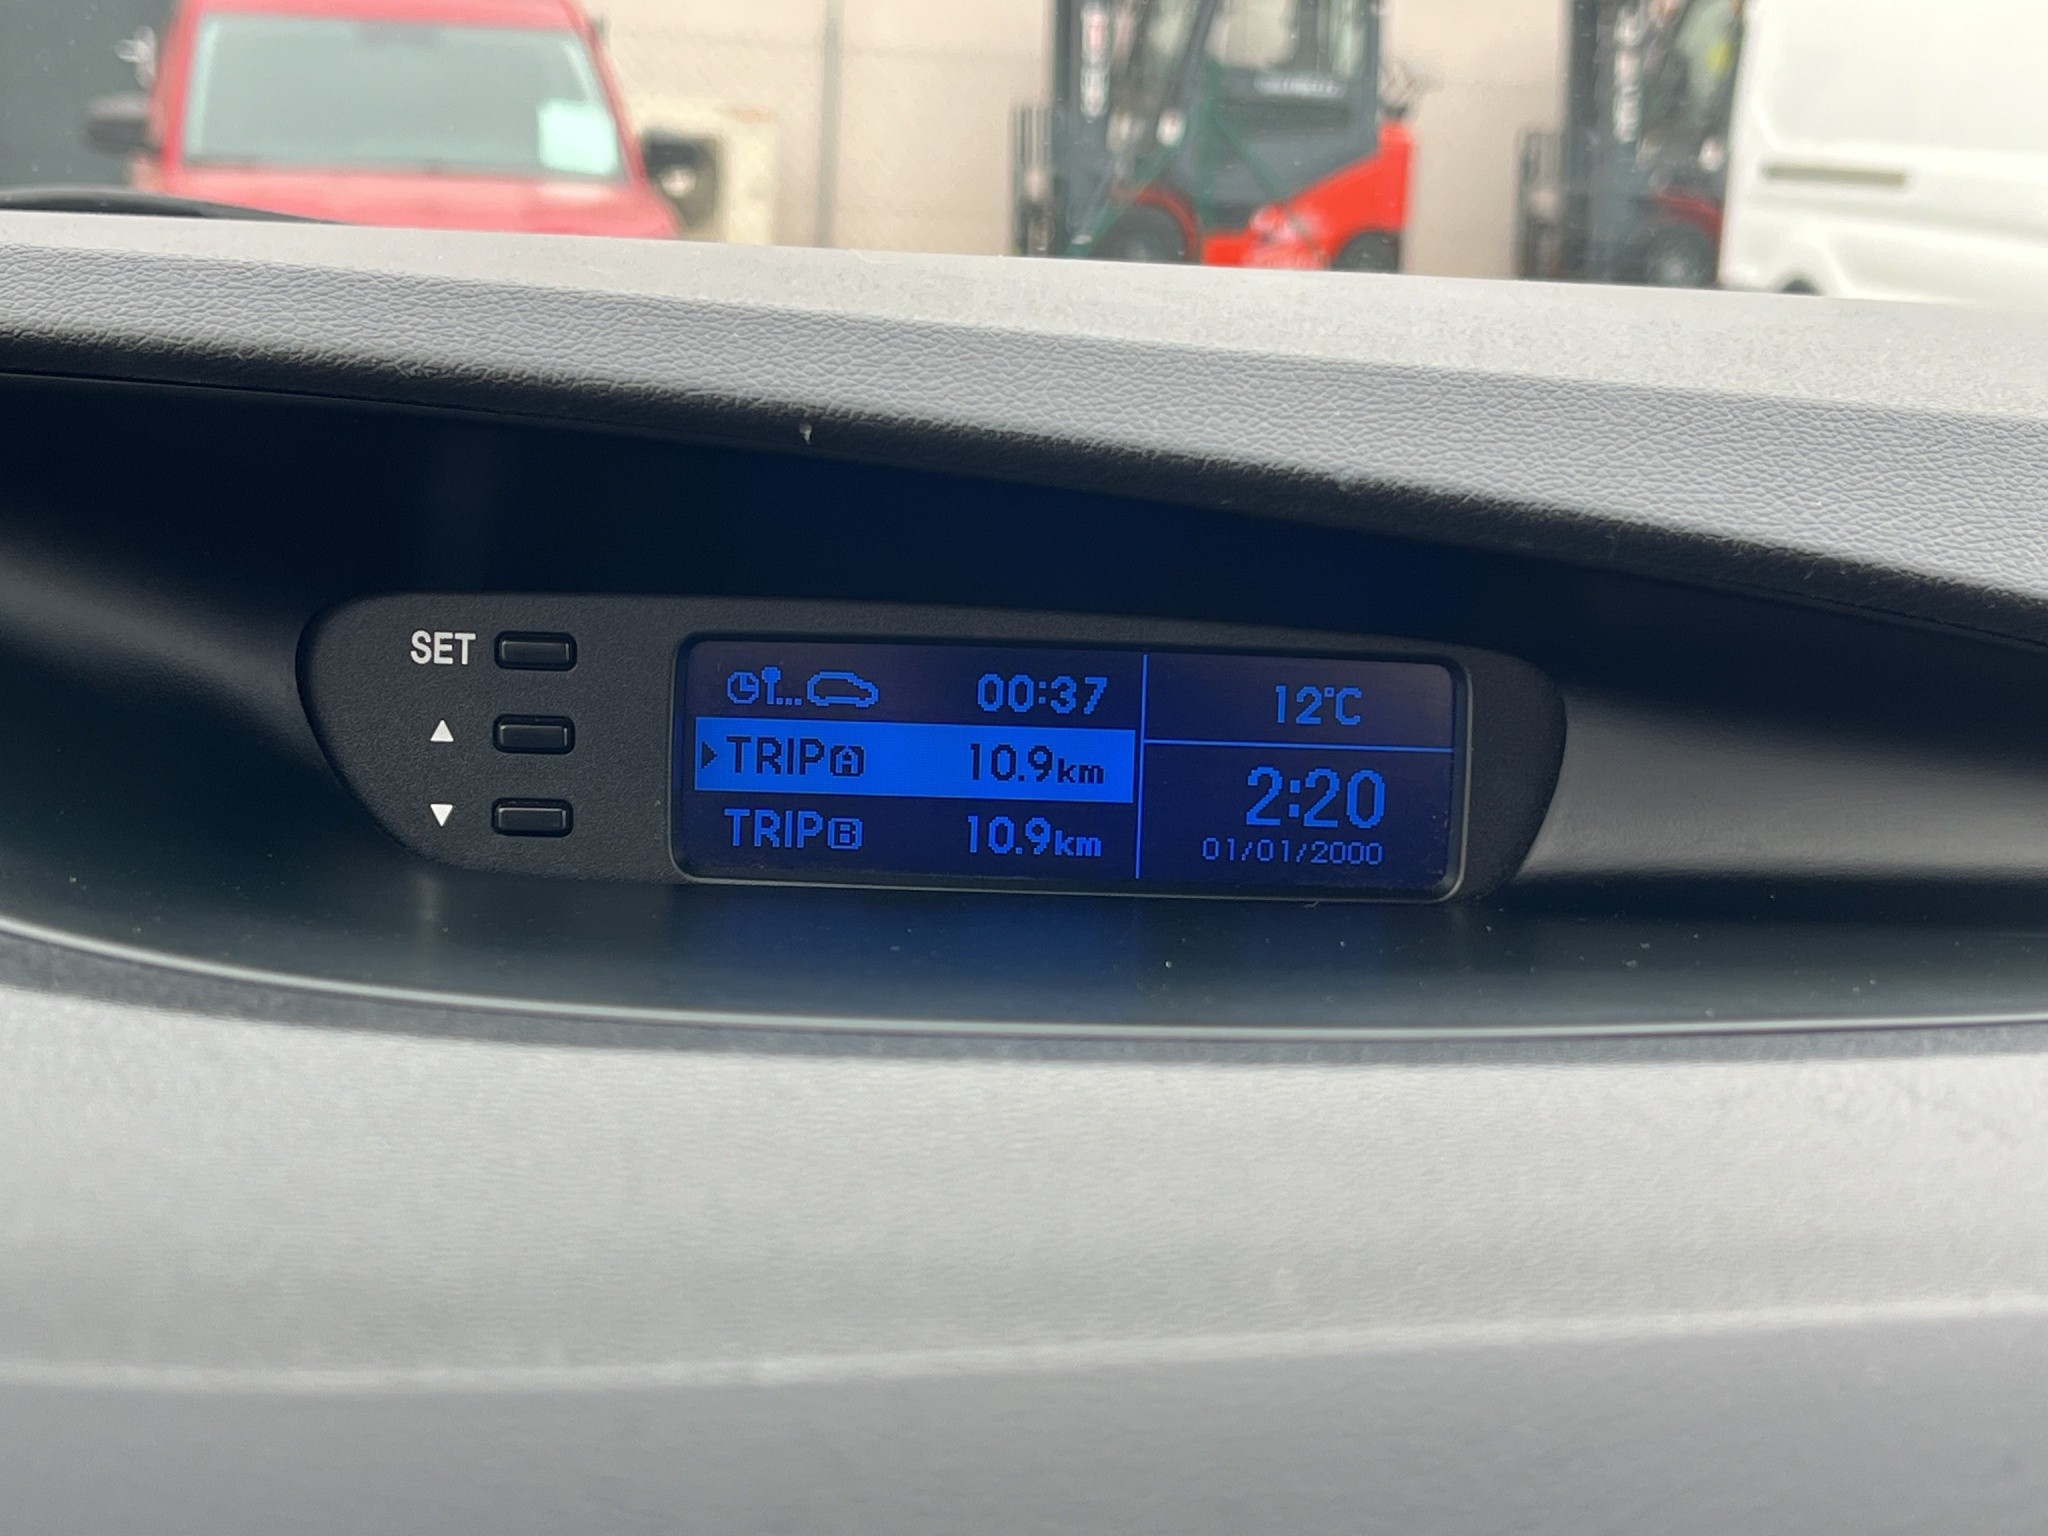 SET
▲
▼
... 00:37
TRIP A 10.9km
TRIP B 10.9km
12°C
2:20
01/01/2000